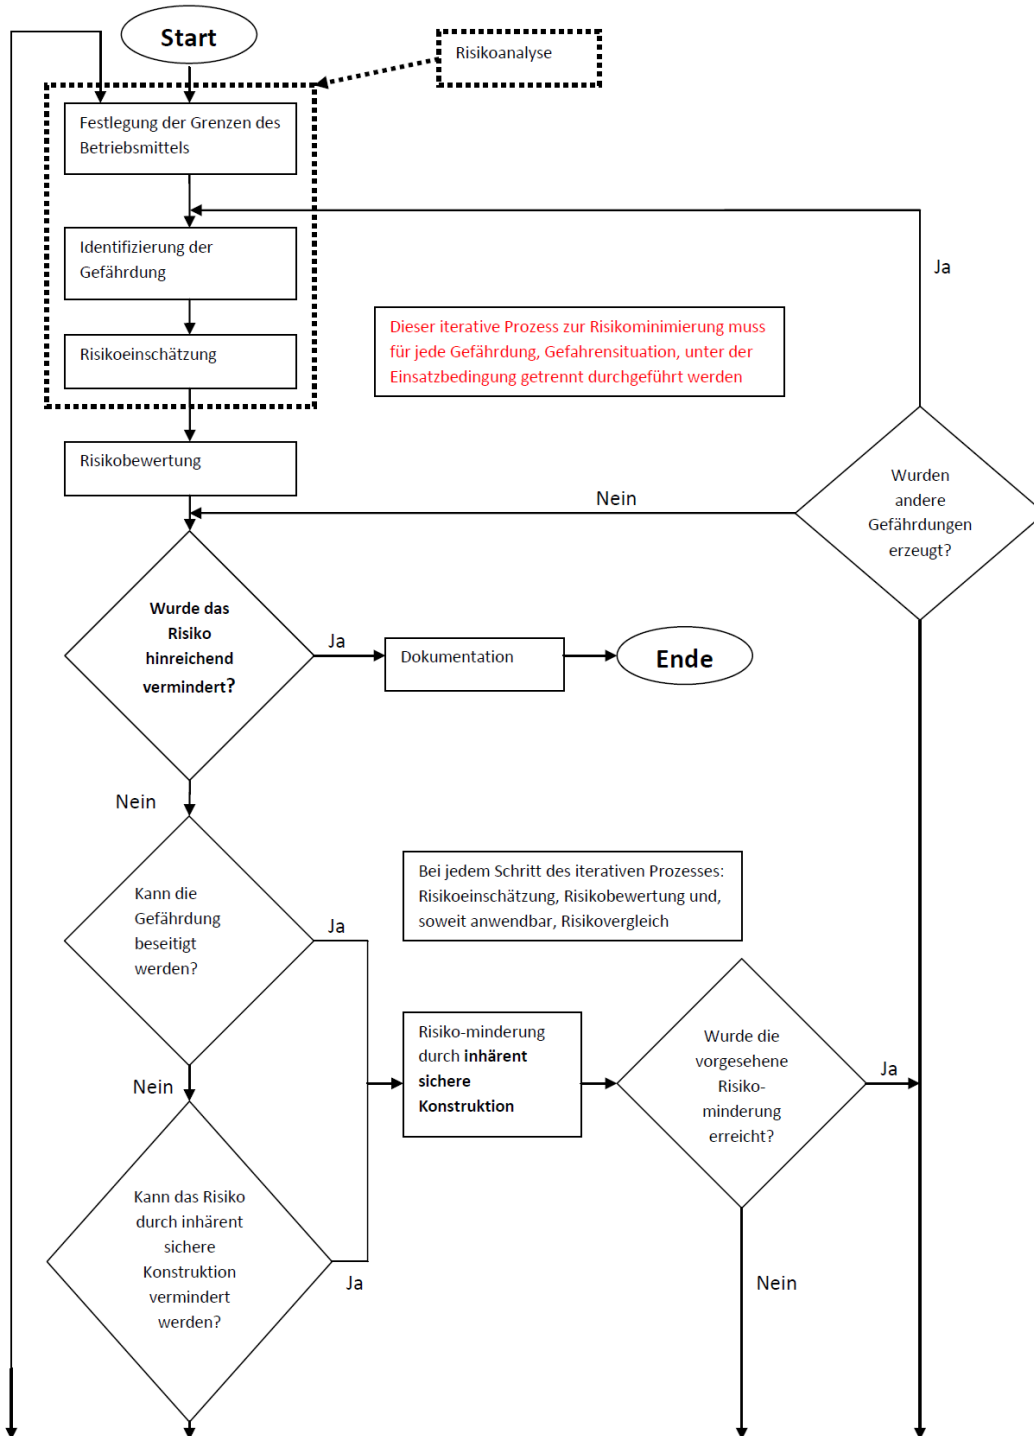 Start
Risikoanalyse
Festlegung der Grenzen des
Betriebsmittels
Identifizierung der
Gefährdung
Ja
Dieser iterative Prozess zur Risikominimierung muss
für jede Gefährdung, Gefahrensituation, unter der
Einsatzbedingung getrennt durchgeführt werden
Risikoeinschätzung
Risikobewertung
Nein
Wurden
andere
Gefährdungen
erzeugt?
Wurde das
Risiko
hinreichend
vermindert?
Ja
Dokumentation
Ende
Nein
Kann die
Gefährdung
beseitigt
werden?
Ja
Bei jedem Schritt des iterativen Prozesses:
Risikoeinschätzung, Risikobewertung und,
soweit anwendbar, Risikovergleich
Nein
Risiko-minderung
durch inhärent
sichere
Konstruktion
Wurde die
vorgesehene
Risiko-
minderung
erreicht?
Ja
Kann das Risiko
durch inhärent
sichere
Konstruktion
vermindert
werden?
Ja
Nein